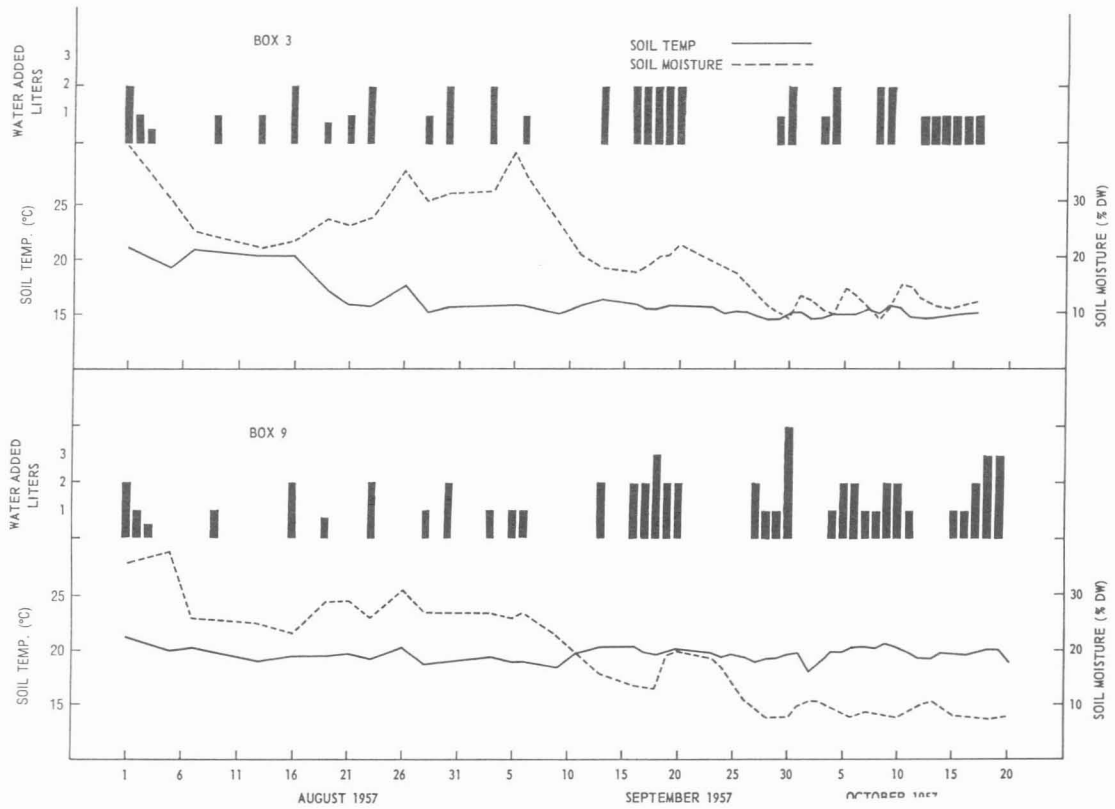 BOX 3
SOIL TEMP
SOIL MOISTURE
WATER ADDED
LITERS
3
2
1
SOIL TEMP. (°C)
25
20
15
30
20
10
SOIL MOISTURE (% DW)
BOX 9
WATER ADDED
LITERS
3
2
1
SOIL TEMP. (°C)
25
20
15
30
20
10
SOIL MOISTURE (% DW)
1 6 11 16 21 26 31 5 10 15 20 25 30 5 10 15 20
AUGUST 1957 SEPTEMBER 1957 OCTOBER 1957